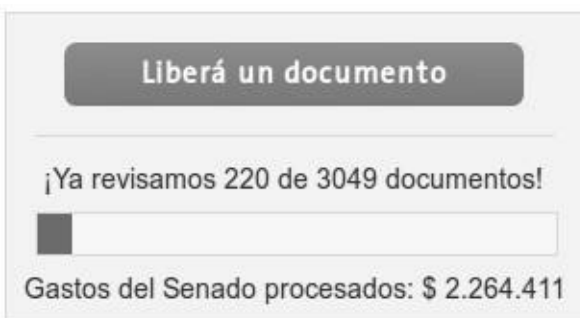 Liberá un documento
¡Ya revisamos 220 de 3049 documentos!
Gastos del Senado procesados: $ 2.264.411